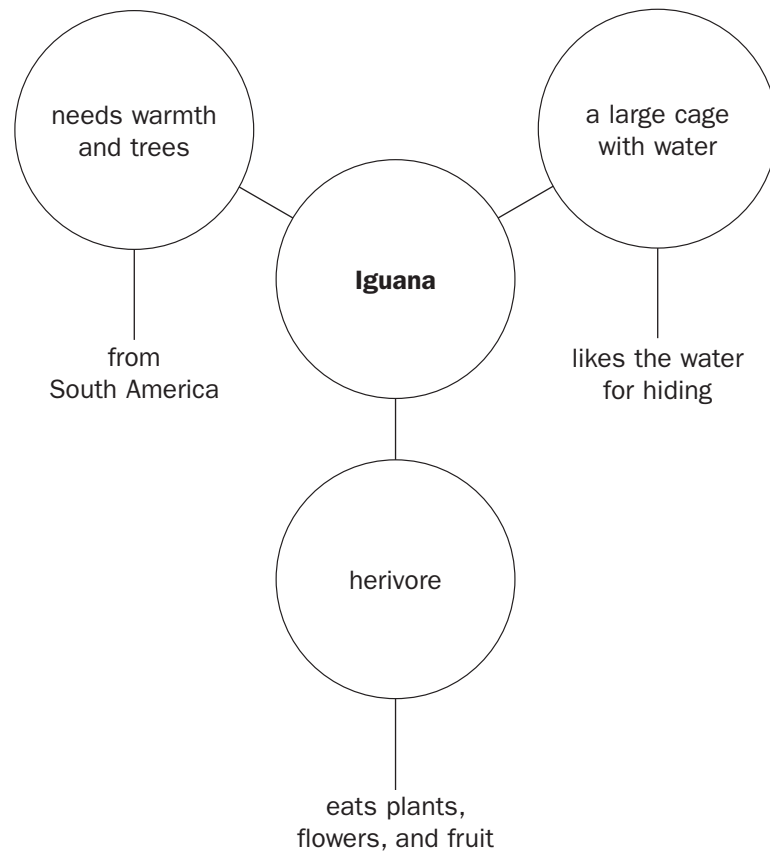 needs warmth
and trees
a large cage
with water
Iguana
from
South America
likes the water
for hiding
herivore
eats plants,
flowers, and fruit